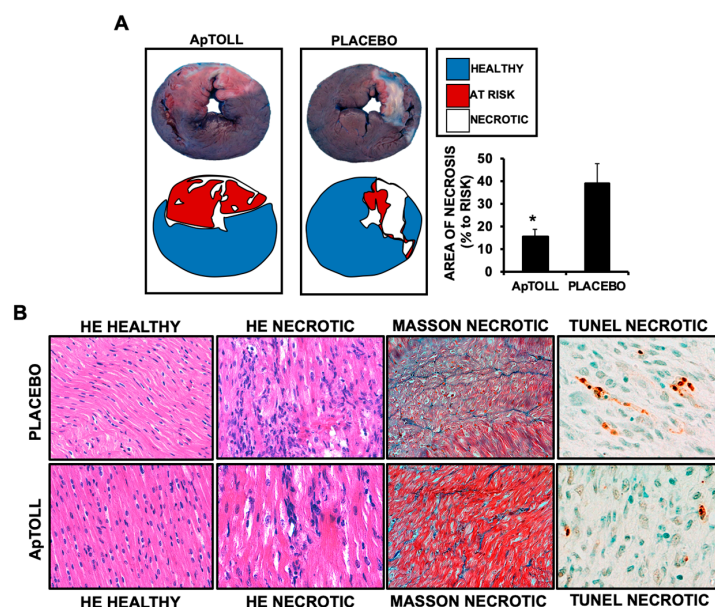 A
ApTOLL
PLACEBO
HEALTHY
AT RISK
NECROTIC
AREA OF NECROSIS
(% TO RISK)
50
40
30
20
10
0
*
ApTOLL PLACEBO
B
HE HEALTHY HE NECROTIC MASSON NECROTIC TUNEL NECROTIC
PLACEBO
ApTOLL
HE HEALTHY HE NECROTIC MASSON NECROTIC TUNEL NECROTIC